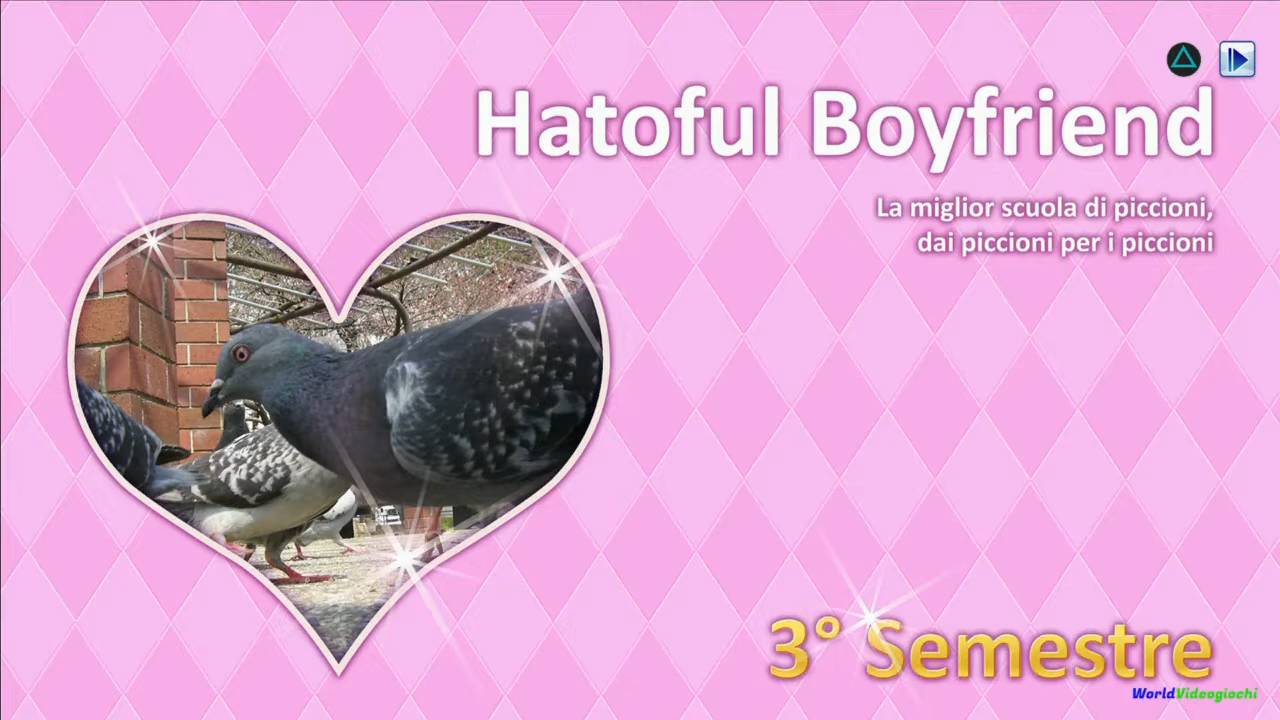 Hatoful Boyfriend
La miglior scuola di piccioni,
dai piccioni per i piccioni
3° Semestre
WorldVideogiochi